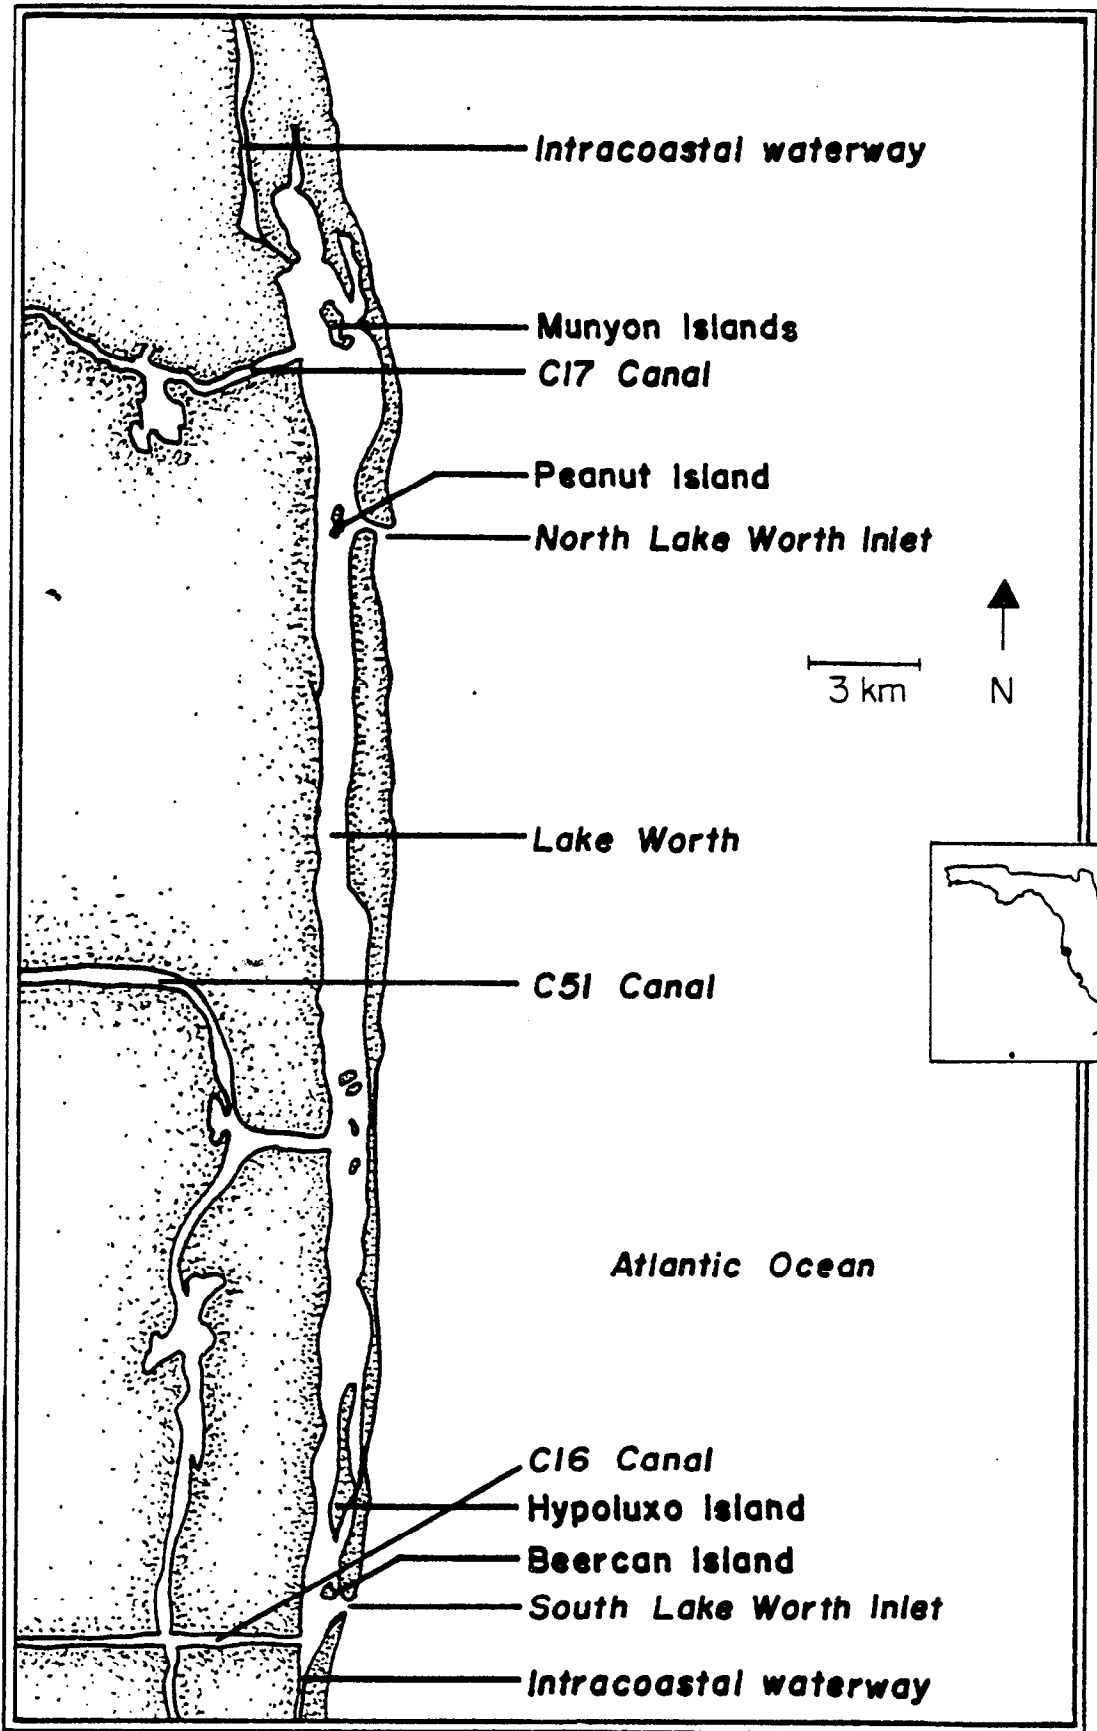 Intracoastal waterway
Munyon Islands
C17 Canal
Peanut Island
North Lake Worth Inlet
3 km
N
Lake Worth
C51 Canal
Atlantic Ocean
C16 Canal
Hypoluxo Island
Beercan Island
South Lake Worth Inlet
Intracoastal waterway